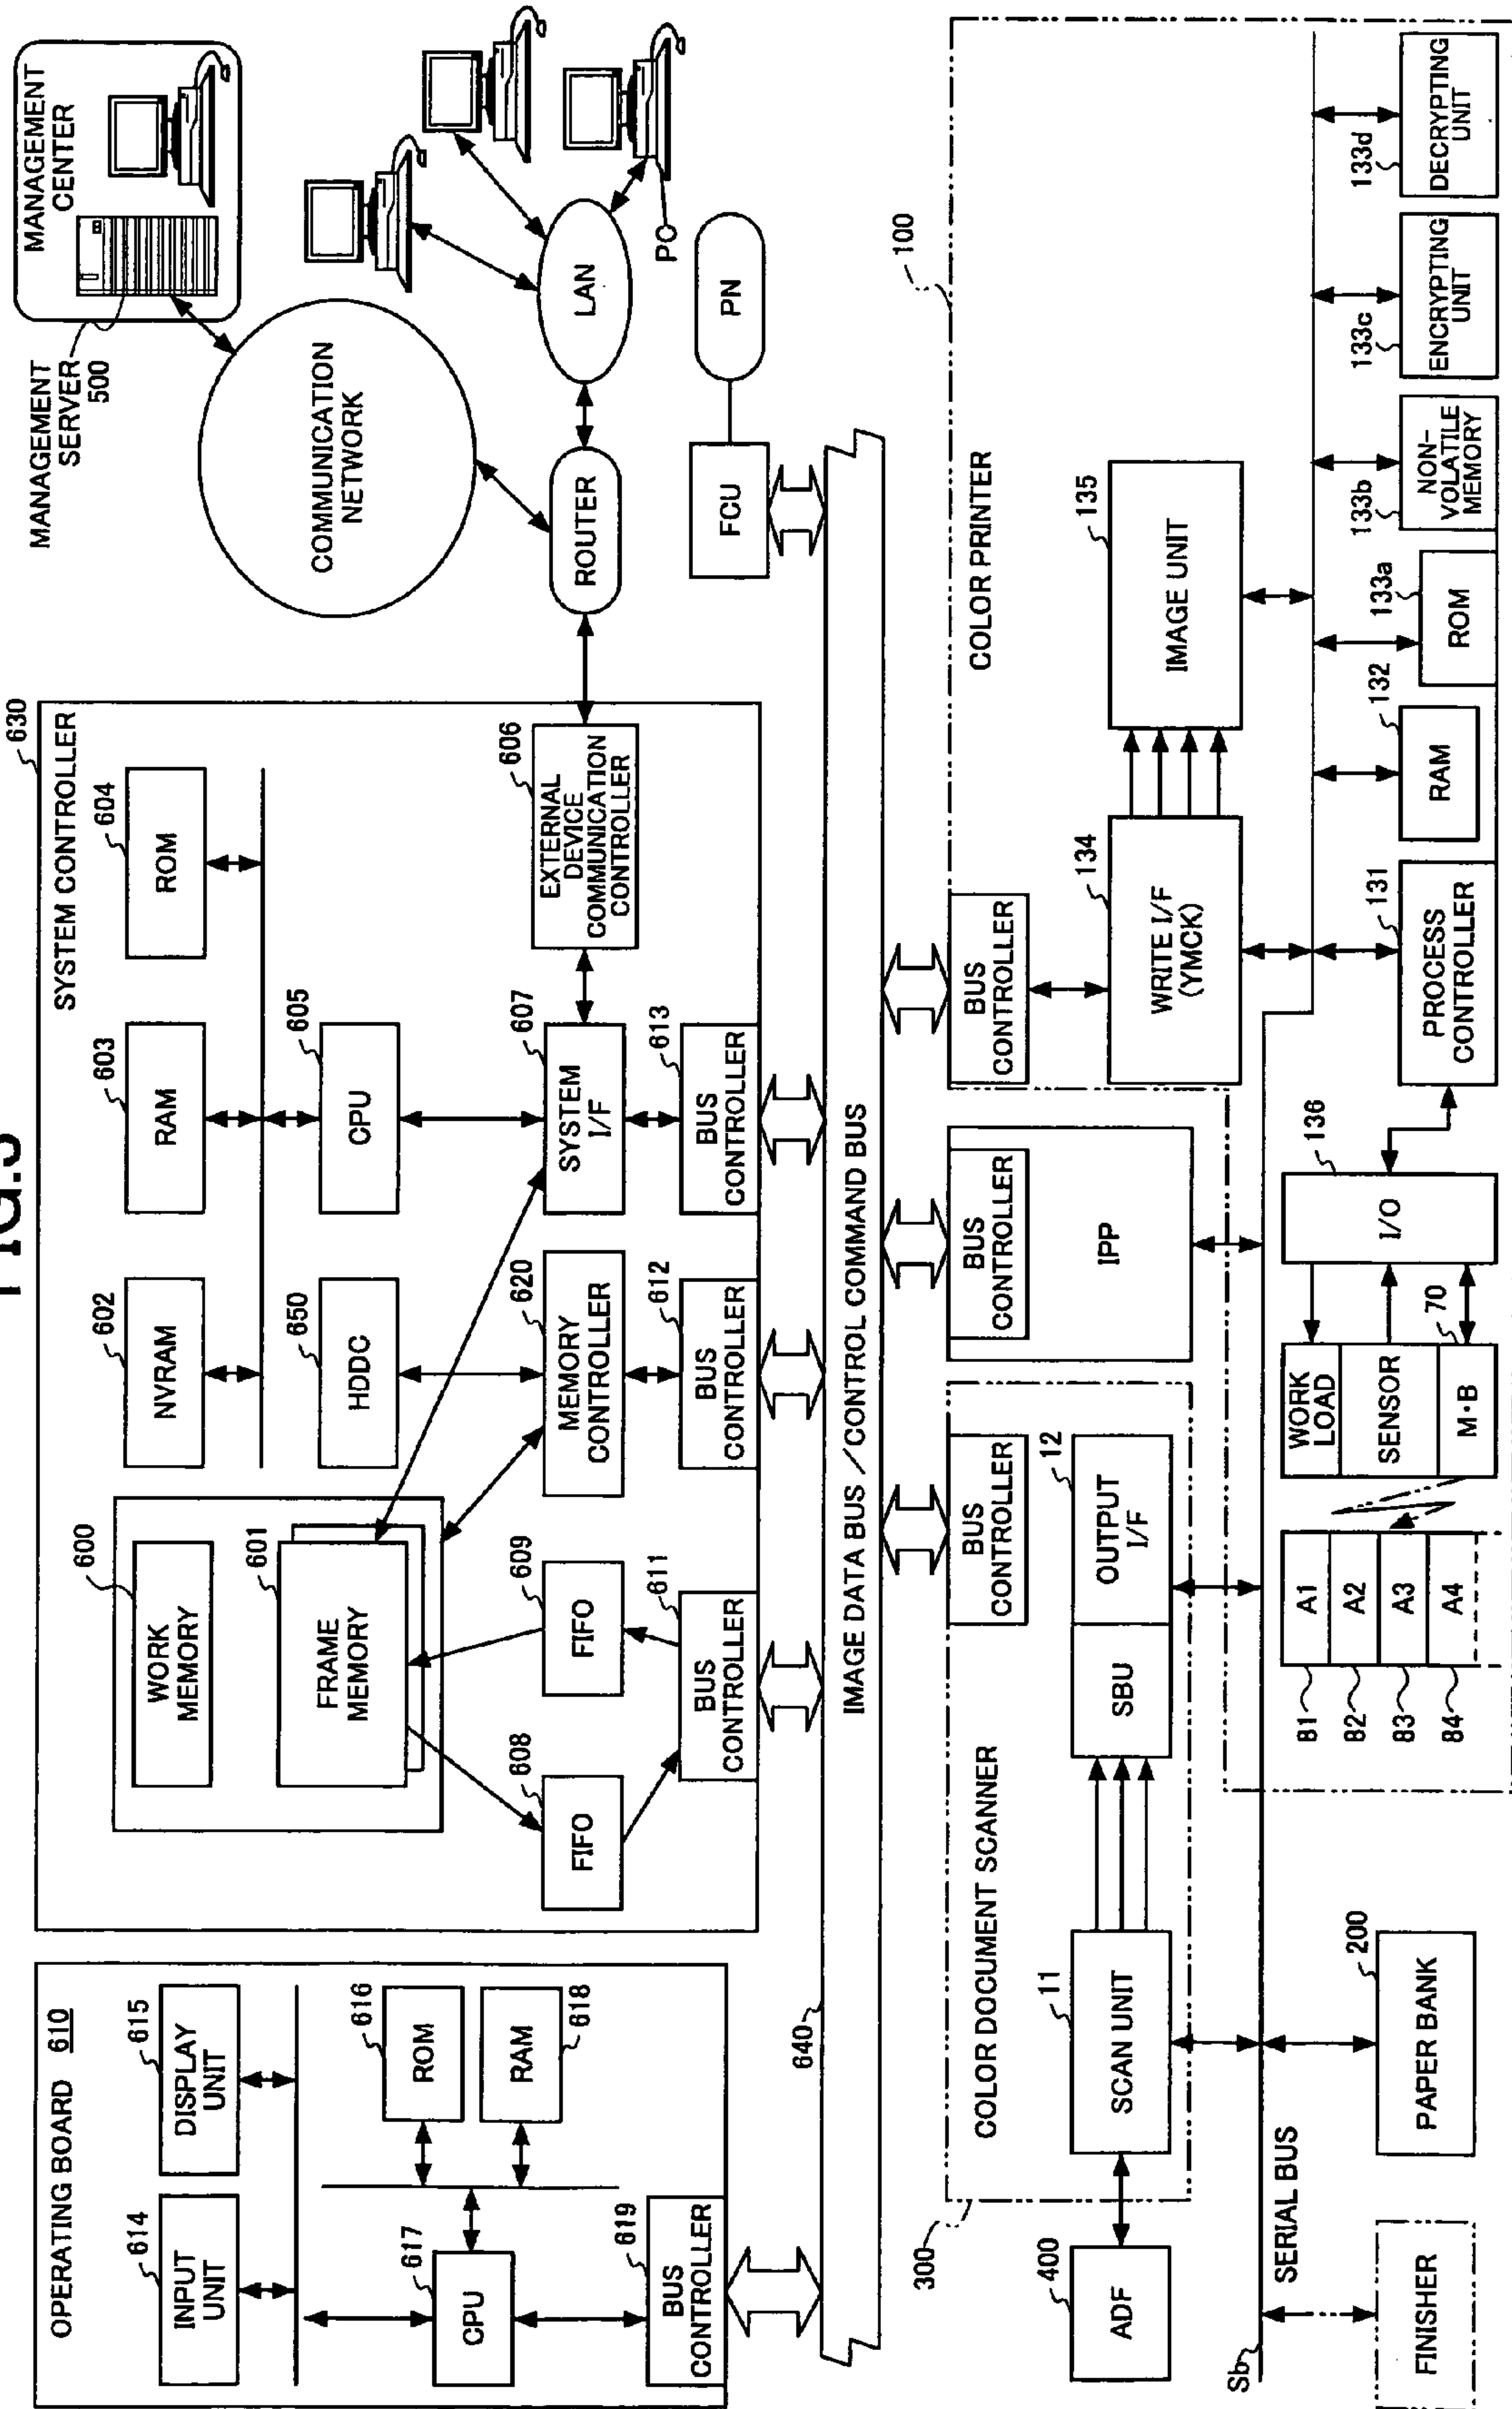 FIG.3
OPERATING BOARD 610
614
INPUT
UNIT
615
DISPLAY
UNIT
617
CPU
616
ROM
618
RAM
619
BUS
CONTROLLER
630
SYSTEM CONTROLLER
600
WORK
MEMORY
601
FRAME
MEMORY
608
FIFO
609
FIFO
611
BUS
CONTROLLER
602
NVRAM
603
RAM
604
ROM
650
HDDC
605
CPU
620
MEMORY
CONTROLLER
607
SYSTEM
I/F
606
EXTERNAL
DEVICE
COMMUNICATION
CONTROLLER
612
BUS
CONTROLLER
613
BUS
CONTROLLER
MANAGEMENT
SERVER
500
MANAGEMENT
CENTER
COMMUNICATION
NETWORK
ROUTER
LAN
PC
FCU
PN
640
IMAGE DATA BUS / CONTROL COMMAND BUS
300
COLOR DOCUMENT SCANNER
400
ADF
11
SCAN UNIT
SBU
12
OUTPUT
I/F
BUS
CONTROLLER
BUS
CONTROLLER
IPP
100
COLOR PRINTER
BUS
CONTROLLER
134
WRITE I/F
(YMCK)
135
IMAGE UNIT
Sb
SERIAL BUS
FINISHER
200
PAPER BANK
81
A1
82
A2
83
A3
84
A4
WORK
LOAD
SENSOR
70
M·B
136
I/O
131
PROCESS
CONTROLLER
132
RAM
133a
ROM
133b
NON-
VOLATILE
MEMORY
133c
ENCRYPTING
UNIT
133d
DECRYPTING
UNIT